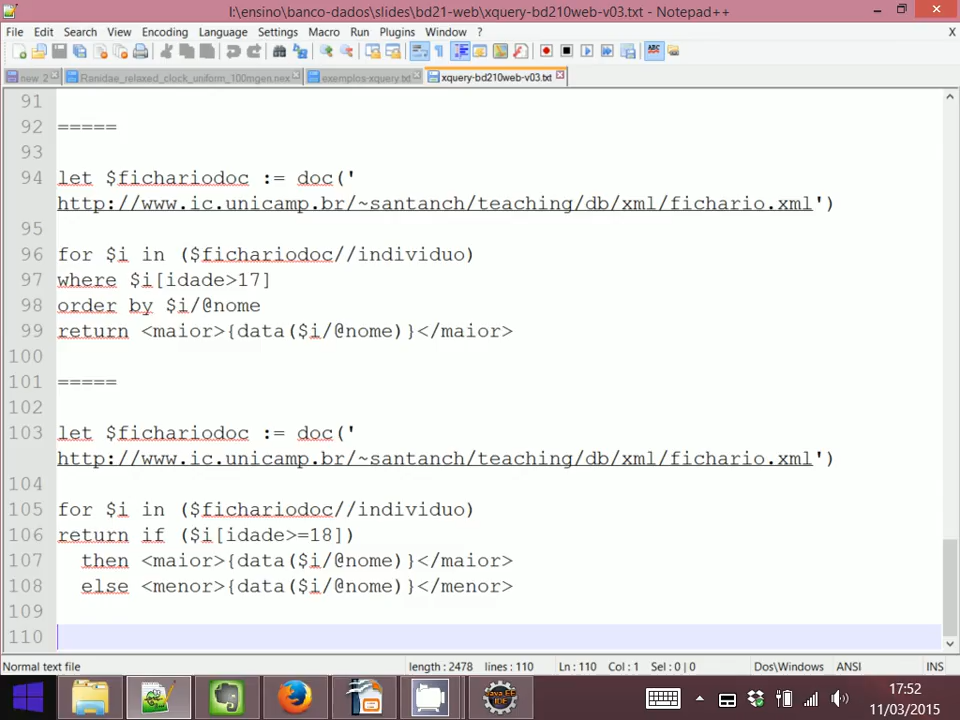 I:\ensino\banco-dados\slides\bd21-web\xquery-bd210web-v03.txt - Notepad++
File Edit Search View Encoding Language Settings Macro Run Plugins Window ? X
new 2 Ranidae_relaxed_clock_uniform_100mgen.nex exemplos-xquery.txt xquery-bd210web-v03.txt
91
92 =====
93
94 let $fichariodoc := doc('
http://www.ic.unicamp.br/~santanch/teaching/db/xml/fichario.xml')
95
96 for $i in ($fichariodoc//individuo)
97 where $i[idade>17]
98 order by $i/@nome
99 return <maior>{data($i/@nome)}</maior>
100
101 =====
102
103 let $fichariodoc := doc('
http://www.ic.unicamp.br/~santanch/teaching/db/xml/fichario.xml')
104
105 for $i in ($fichariodoc//individuo)
106 return if ($i[idade>=18])
107 then <maior>{data($i/@nome)}</maior>
108 else <menor>{data($i/@nome)}</menor>
109
110
Normal text file length : 2478 lines : 110 Ln : 110 Col : 1 Sel : 0 | 0 Dos\Windows ANSI INS
Java EE
IDE
17:52
11/03/2015